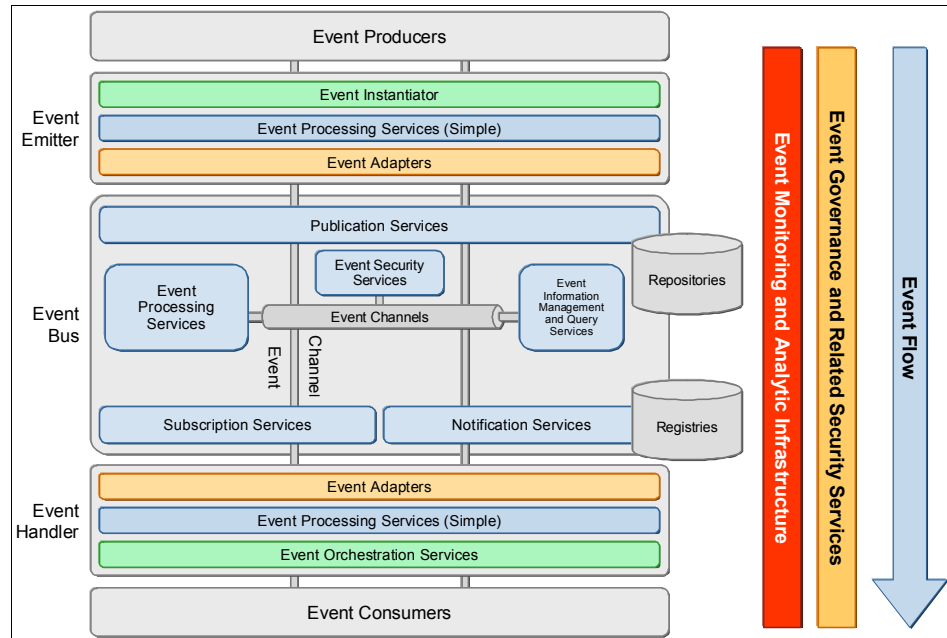 Event Producers
Event
Emitter
Event Instantiator
Event Processing Services (Simple)
Event Adapters
Event
Bus
Publication Services
Event Security
Services
Event
Processing
Services
Event Channels
Event
Information
Management
and Query
Services
Repositories
Event
Channel
Subscription Services
Notification Services
Registries
Event
Handler
Event Adapters
Event Processing Services (Simple)
Event Orchestration Services
Event Consumers
Event Monitoring and Analytic Infrastructure
Event Governance and Related Security Services
Event Flow